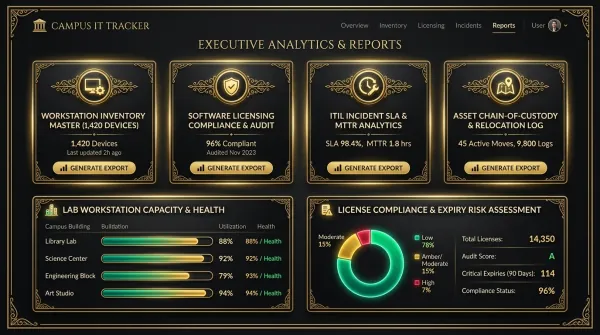 CAMPUS IT TRACKER
Overview Inventory Licensing Incidents Reports User
EXECUTIVE ANALYTICS & REPORTS
WORKSTATION INVENTORY
MASTER (1,420 DEVICES)
1,420 Devices
Last updated 2h ago
GENERATE EXPORT
SOFTWARE LICENSING
COMPLIANCE & AUDIT
96% Compliant
Audited Nov 2023
GENERATE EXPORT
ITIL INCIDENT SLA &
MTTR ANALYTICS
SLA 98.4%, MTTR 1.8 hrs
GENERATE EXPORT
ASSET CHAIN-OF-CUSTODY
& RELOCATION LOG
45 Active Moves, 9,800 Logs
GENERATE EXPORT
LAB WORKSTATION CAPACITY & HEALTH
Campus Building Utilization Health
Library Lab 88% 88% / Health
Science Center 92% 92% / Health
Engineering Block 79% 93% / Health
Art Studio 94% 94% / Health
LICENSE COMPLIANCE & EXPIRY RISK ASSESSMENT
Moderate
15%
Low
78%
Amber/
Moderate
15%
High
7%
Total Licenses: 14,350
Audit Score: A
Critical Expiries (90 Days): 114
Compliance Status: 96%